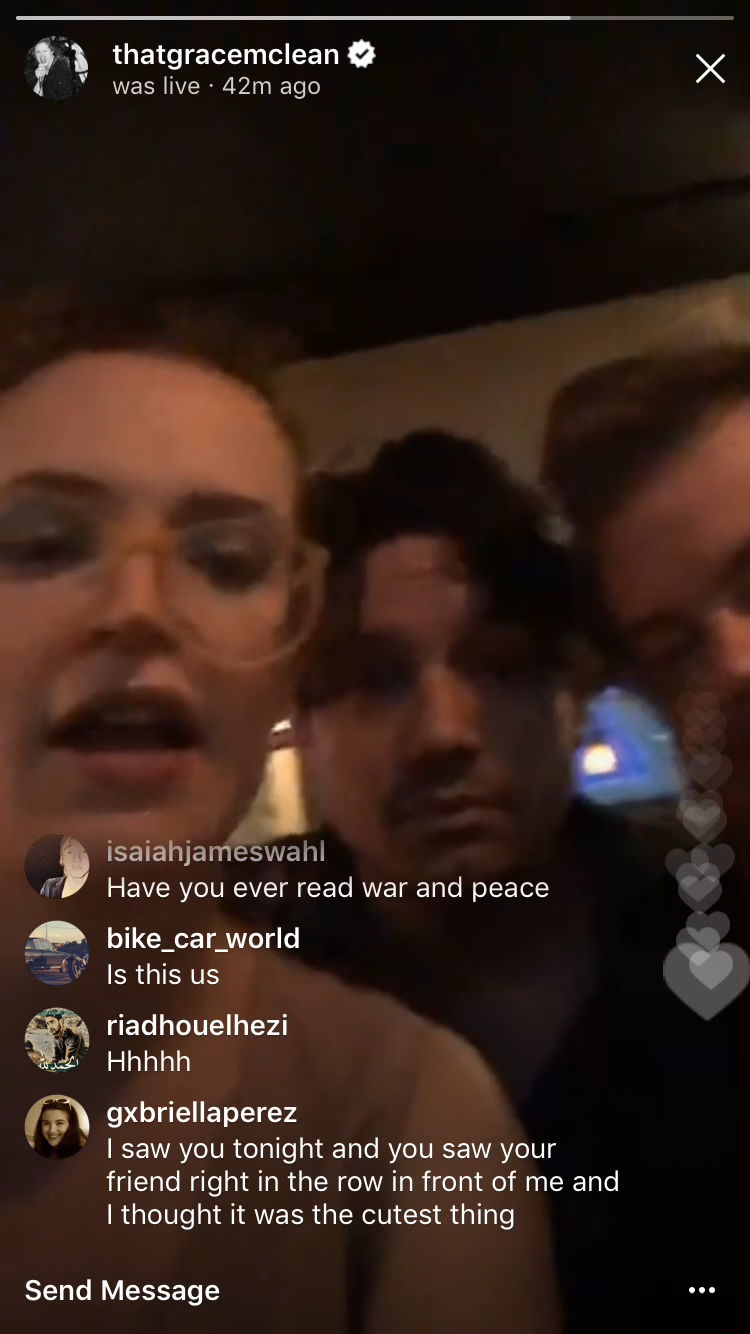 thatgracemclean
was live · 42m ago
isaiahjameswahl
Have you ever read war and peace
bike_car_world
Is this us
riadhouelhezi
Hhhhh
gxbriellaperez
I saw you tonight and you saw your
friend right in the row in front of me and
I thought it was the cutest thing
Send Message